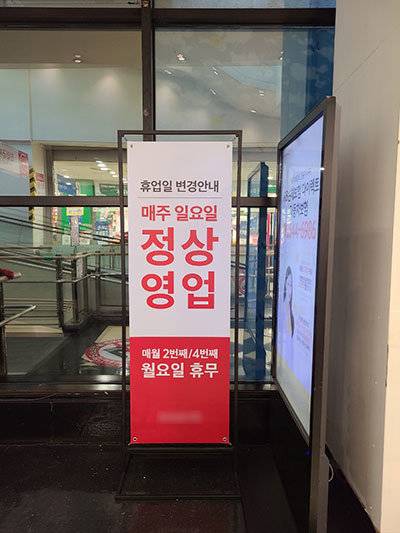 휴업일 변경안내
매주 일요일
정상
영업
매월 2번째/4번째
월요일 휴무